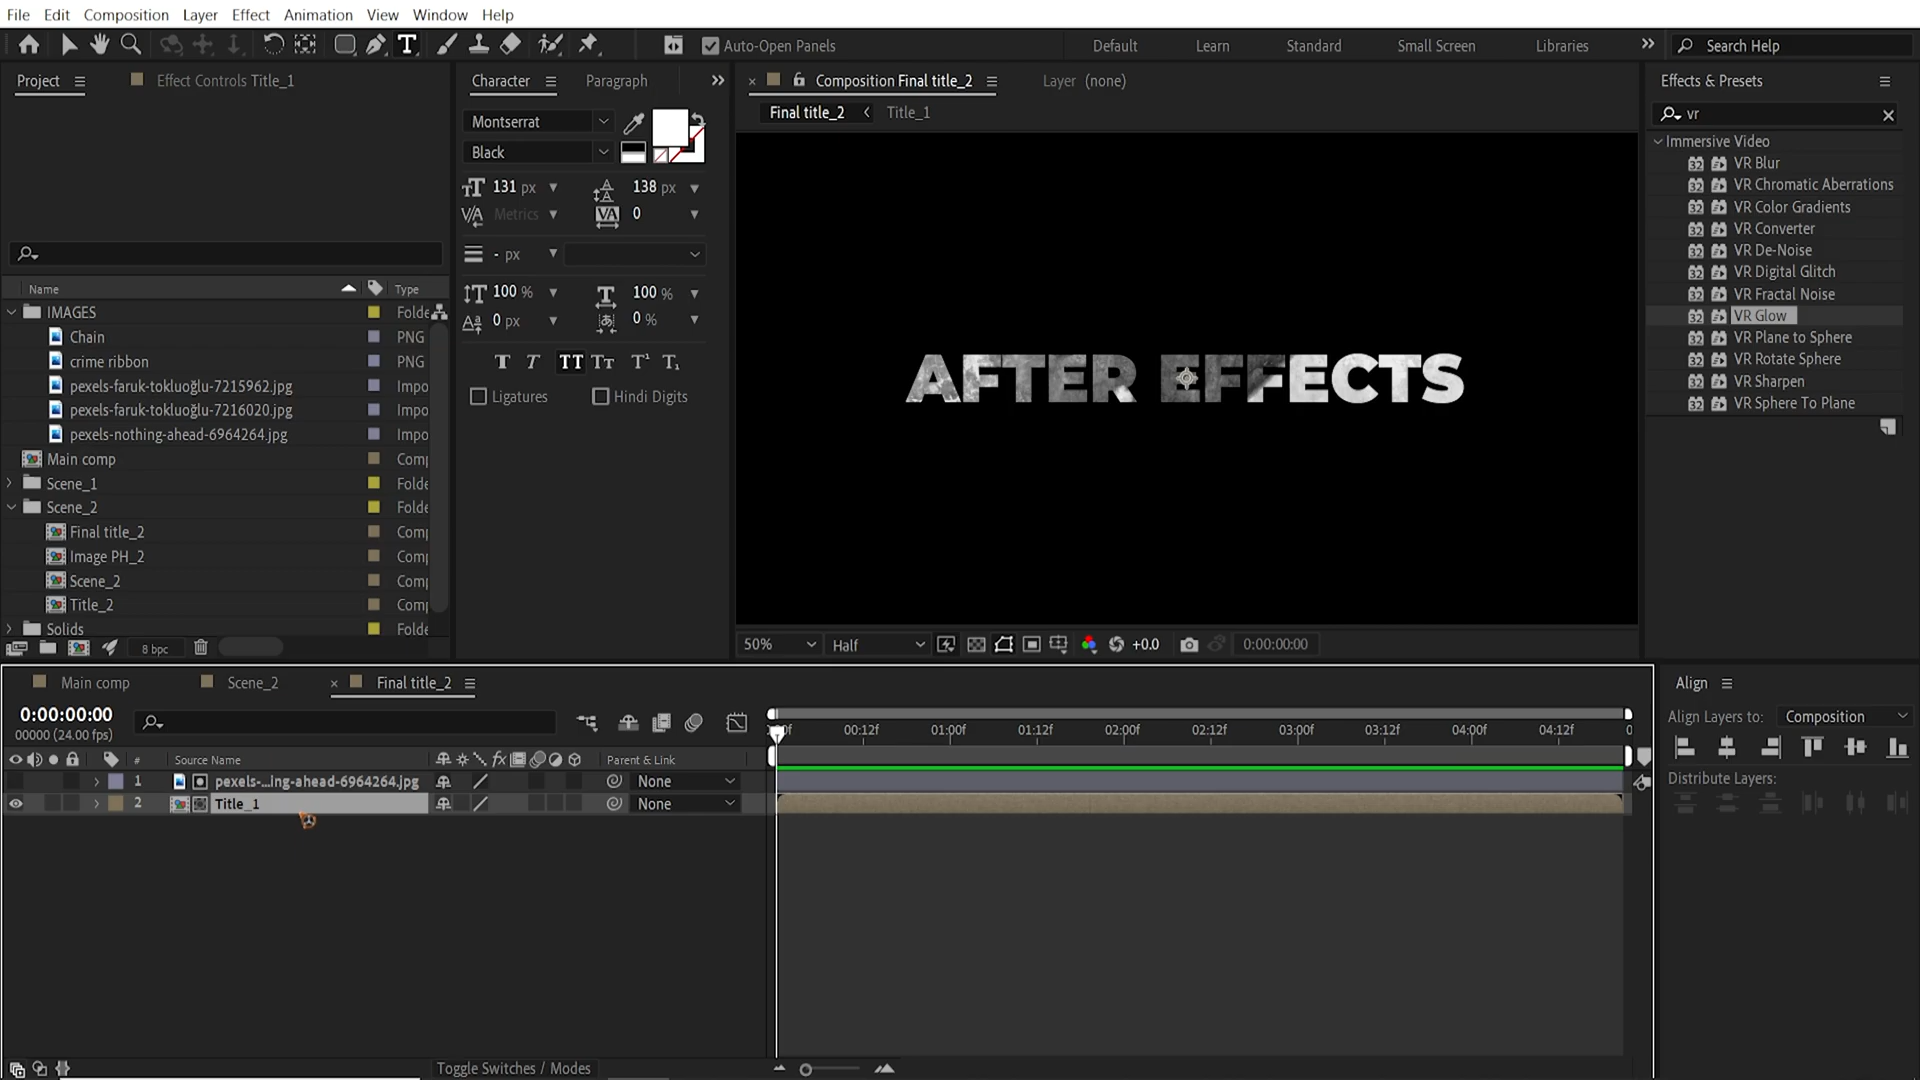 File Edit Composition Layer Effect Animation View Window Help
Auto-Open Panels Default Learn Standard Small Screen Libraries Search Help
Project Effect Controls Title_1
Character Paragraph
Composition Final title_2 Layer (none)
Final title_2 Title_1
Effects & Presets
vr
Immersive Video
VR Blur
VR Chromatic Aberrations
VR Color Gradients
VR Converter
VR De-Noise
VR Digital Glitch
VR Fractal Noise
VR Glow
VR Plane to Sphere
VR Rotate Sphere
VR Sharpen
VR Sphere To Plane
Montserrat
Black
131 px 138 px
Metrics 0
- px
100 % 100 %
0 px 0 %
Ligatures Hindi Digits
AFTER EFFECTS
Name Type
IMAGES Folde
Chain PNG
crime ribbon PNG
pexels-faruk-tokluoğlu-7215962.jpg Impo
pexels-faruk-tokluoğlu-7216020.jpg Impo
pexels-nothing-ahead-6964264.jpg Impo
Main comp Comp
Scene_1 Folde
Scene_2 Folde
Final title_2 Comp
Image PH_2 Comp
Scene_2 Comp
Title_2 Comp
Solids Folde
8 bpc
50% Half +0.0 0:00:00:00
Main comp Scene_2 Final title_2
0:00:00:00
00000 (24.00 fps)
00:12f 01:00f 01:12f 02:00f 02:12f 03:00f 03:12f 04:00f 04:12f
# Source Name Parent & Link
1 pexels-...ing-ahead-6964264.jpg None
2 Title_1 None
Toggle Switches / Modes
Align
Align Layers to: Composition
Distribute Layers: